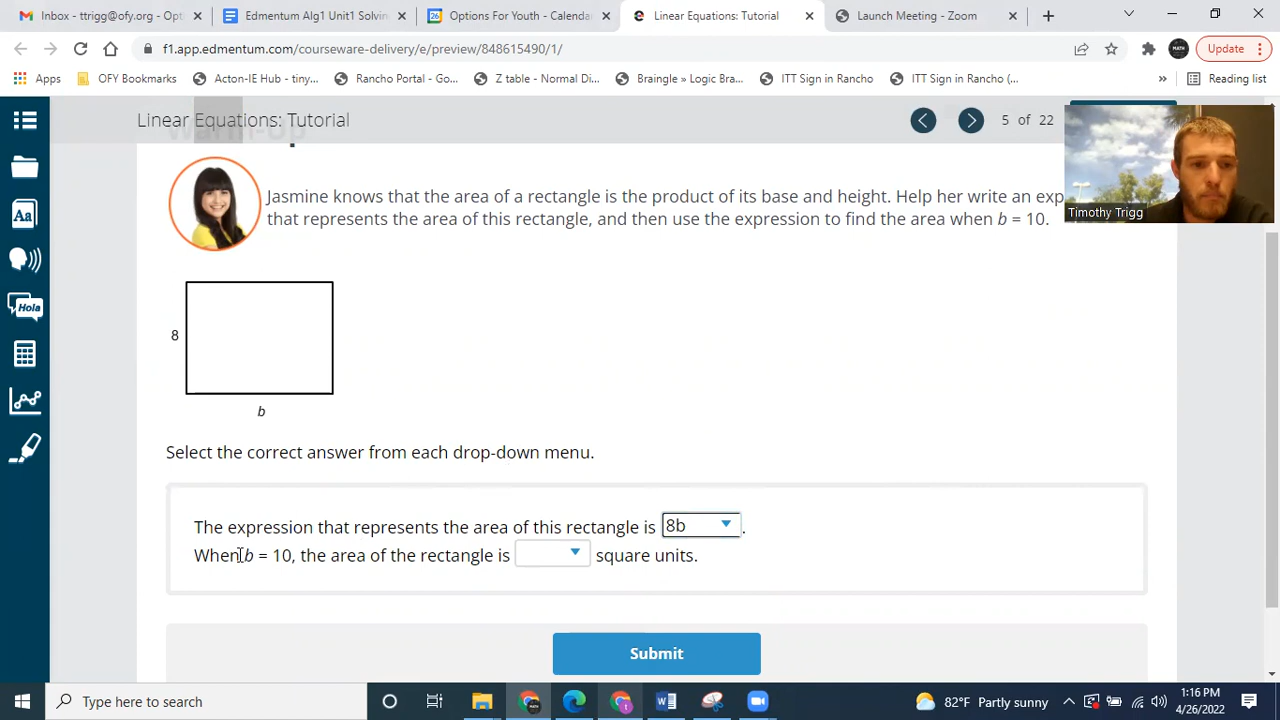 Inbox - ttrigg@ofy.org - Opt
Edmentum Alg1 Unit1 Solvin
Options For Youth - Calenda
Linear Equations: Tutorial
Launch Meeting - Zoom
f1.app.edmentum.com/courseware-delivery/e/preview/848615490/1/
Update
Apps
OFY Bookmarks
Acton-IE Hub - tiny...
Rancho Portal - Go...
Z table - Normal Di...
Braingle » Logic Bra...
ITT Sign in Rancho
ITT Sign in Rancho (...
»
Reading list
Linear Equations: Tutorial
5 of 22
Jasmine knows that the area of a rectangle is the product of its base and height. Help her write an exp
that represents the area of this rectangle, and then use the expression to find the area when b = 10.
Timothy Trigg
8
b
Select the correct answer from each drop-down menu.
The expression that represents the area of this rectangle is 8b .
When b = 10, the area of the rectangle is square units.
Submit
Aa
Hola
Type here to search
82°F Partly sunny
1:16 PM
4/26/2022